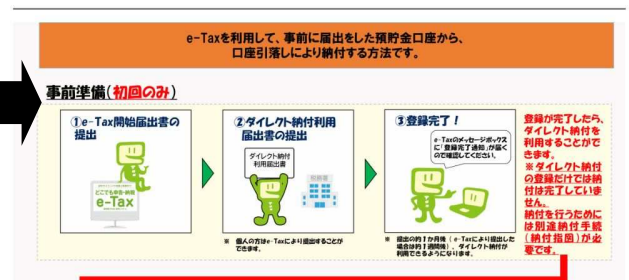 e-Taxを利用して、事前に届出をした預貯金口座から、
口座引落しにより納付する方法です。
事前準備(初回のみ)
①e-Tax開始届出書の
提出
どこでも申告・納税
e-Tax
②ダイレクト納付利用
届出書の提出
ダイレクト納付
利用届出書
税務署
※ 個人の方はe-Taxにより提出することが
できます。
③登録完了!
e-Taxのメッセージボックス
に「登録完了通知」が届く
ので確認してください。
※ 提出の約1か月後(e-Taxにより提出した
場合は約1週間後)、ダイレクト納付が
利用できるようになります。
登録が完了したら、
ダイレクト納付を
利用することがで
きます。
※ダイレクト納付
の登録だけでは納
付は完了していま
せん。
納付を行うために
は別途納付手続
(納付指図)が必
要です。